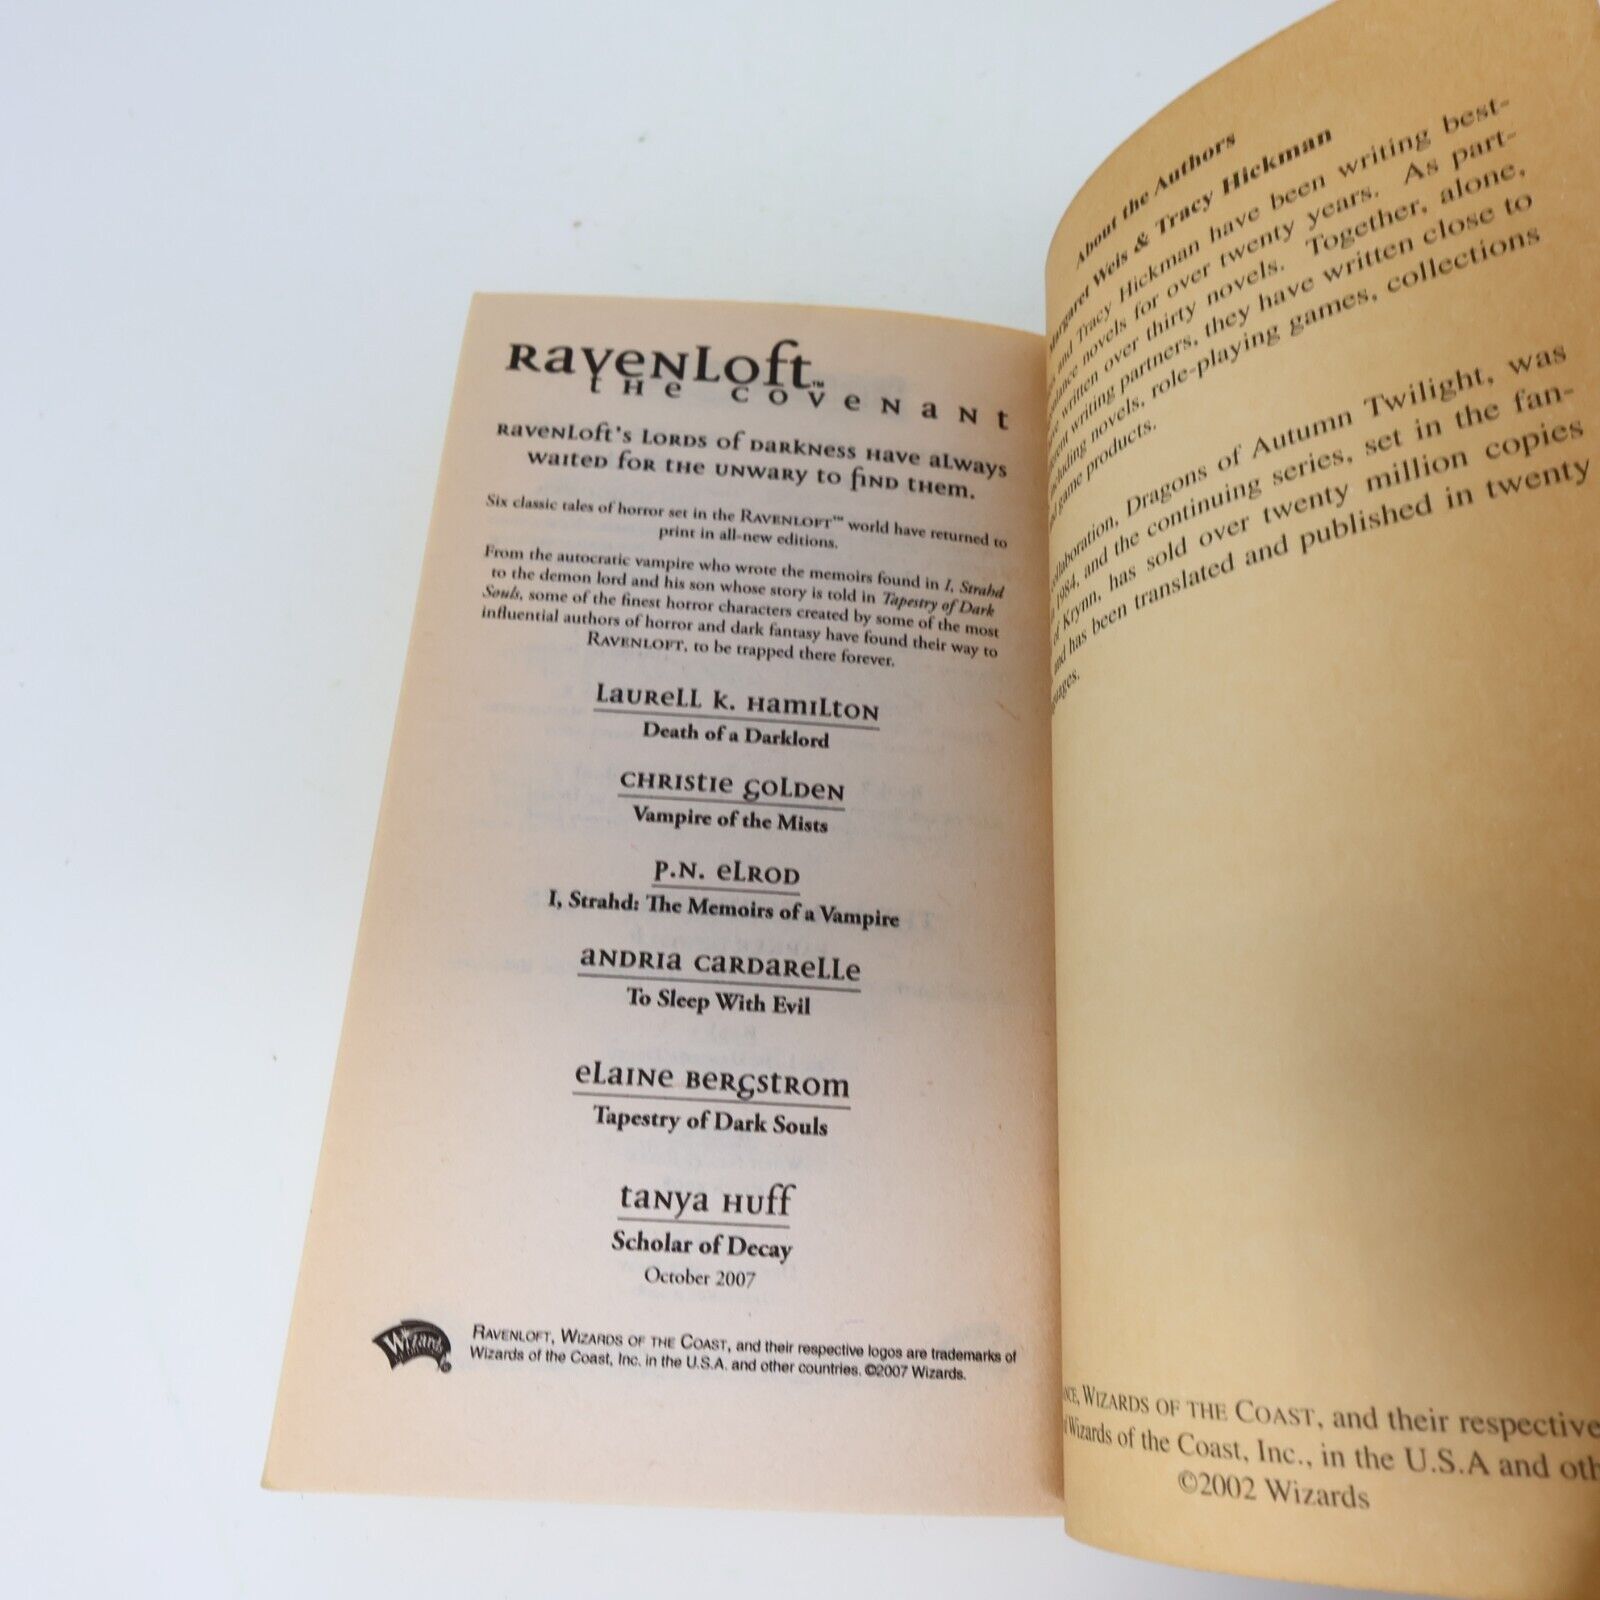 Ravenloft™
the covenant
Ravenloft's Lords of Darkness have always
waited for the unwary to find them.
Six classic tales of horror set in the Ravenloft™ world have returned to
print in all-new editions.
From the autocratic vampire who wrote the memoirs found in I, Strahd
to the demon lord and his son whose story is told in Tapestry of Dark
Souls, some of the finest horror characters created by some of the most
influential authors of horror and dark fantasy have found their way to
Ravenloft, to be trapped there forever.
Laurell K. Hamilton
Death of a Darklord
Christie Golden
Vampire of the Mists
P.N. Elrod
I, Strahd: The Memoirs of a Vampire
Andria Cardarelle
To Sleep With Evil
Elaine Bergstrom
Tapestry of Dark Souls
Tanya Huff
Scholar of Decay
October 2007
Wizards
Ravenloft, Wizards of the Coast, and their respective logos are trademarks of
Wizards of the Coast, Inc. in the U.S.A. and other countries. ©2007 Wizards.
About the Authors
Margaret Weis & Tracy Hickman
and Tracy Hickman have been writing best-
novels for over twenty years. As part-
written over thirty novels. Together, alone,
writing partners, they have written close to
including novels, role-playing games, collections
game products.
collaboration, Dragons of Autumn Twilight, was
1984, and the continuing series, set in the fan-
of Krynn, has sold over twenty million copies
and has been translated and published in twenty
Wizards of the Coast, and their respective
Wizards of the Coast, Inc., in the U.S.A and oth
©2002 Wizards